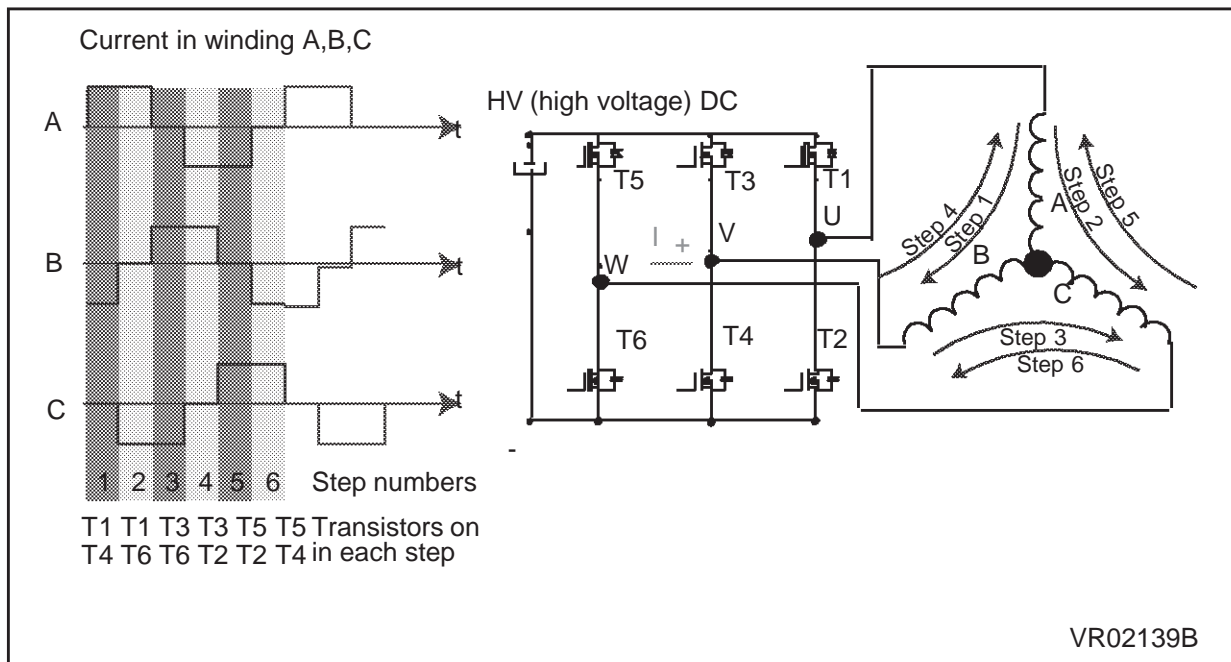 Current in winding A,B,C
A
t
B
t
C
t
1 2 3 4 5 6 Step numbers
T1 T1 T3 T3 T5 T5 Transistors on
T4 T6 T6 T2 T2 T4 in each step
HV (high voltage) DC
T5
T3
T1
U
I +
V
W
T6
T4
T2
-
Step 4
Step 1
A
Step 2
Step 5
B
C
Step 3
Step 6
VR02139B